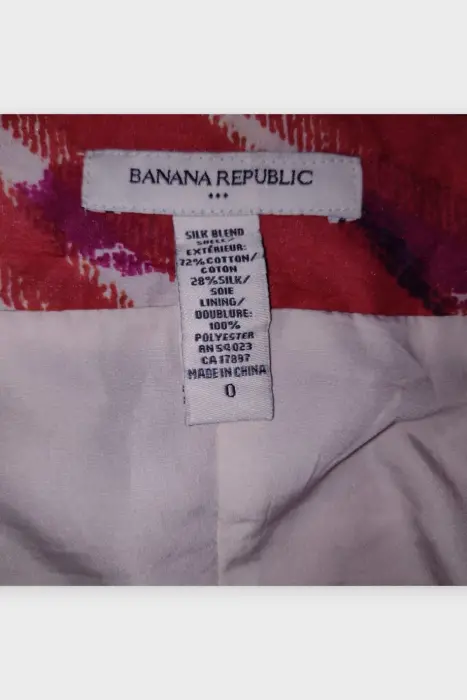 BANANA REPUBLIC
SILK BLEND
SHELL/
EXTÉRIEUR:
72%COTTON/
COTON
28%SILK/
SOIE
LINING/
DOUBLURE:
100%
POLYESTER
RN 54023
CA 17897
MADE IN CHINA
0